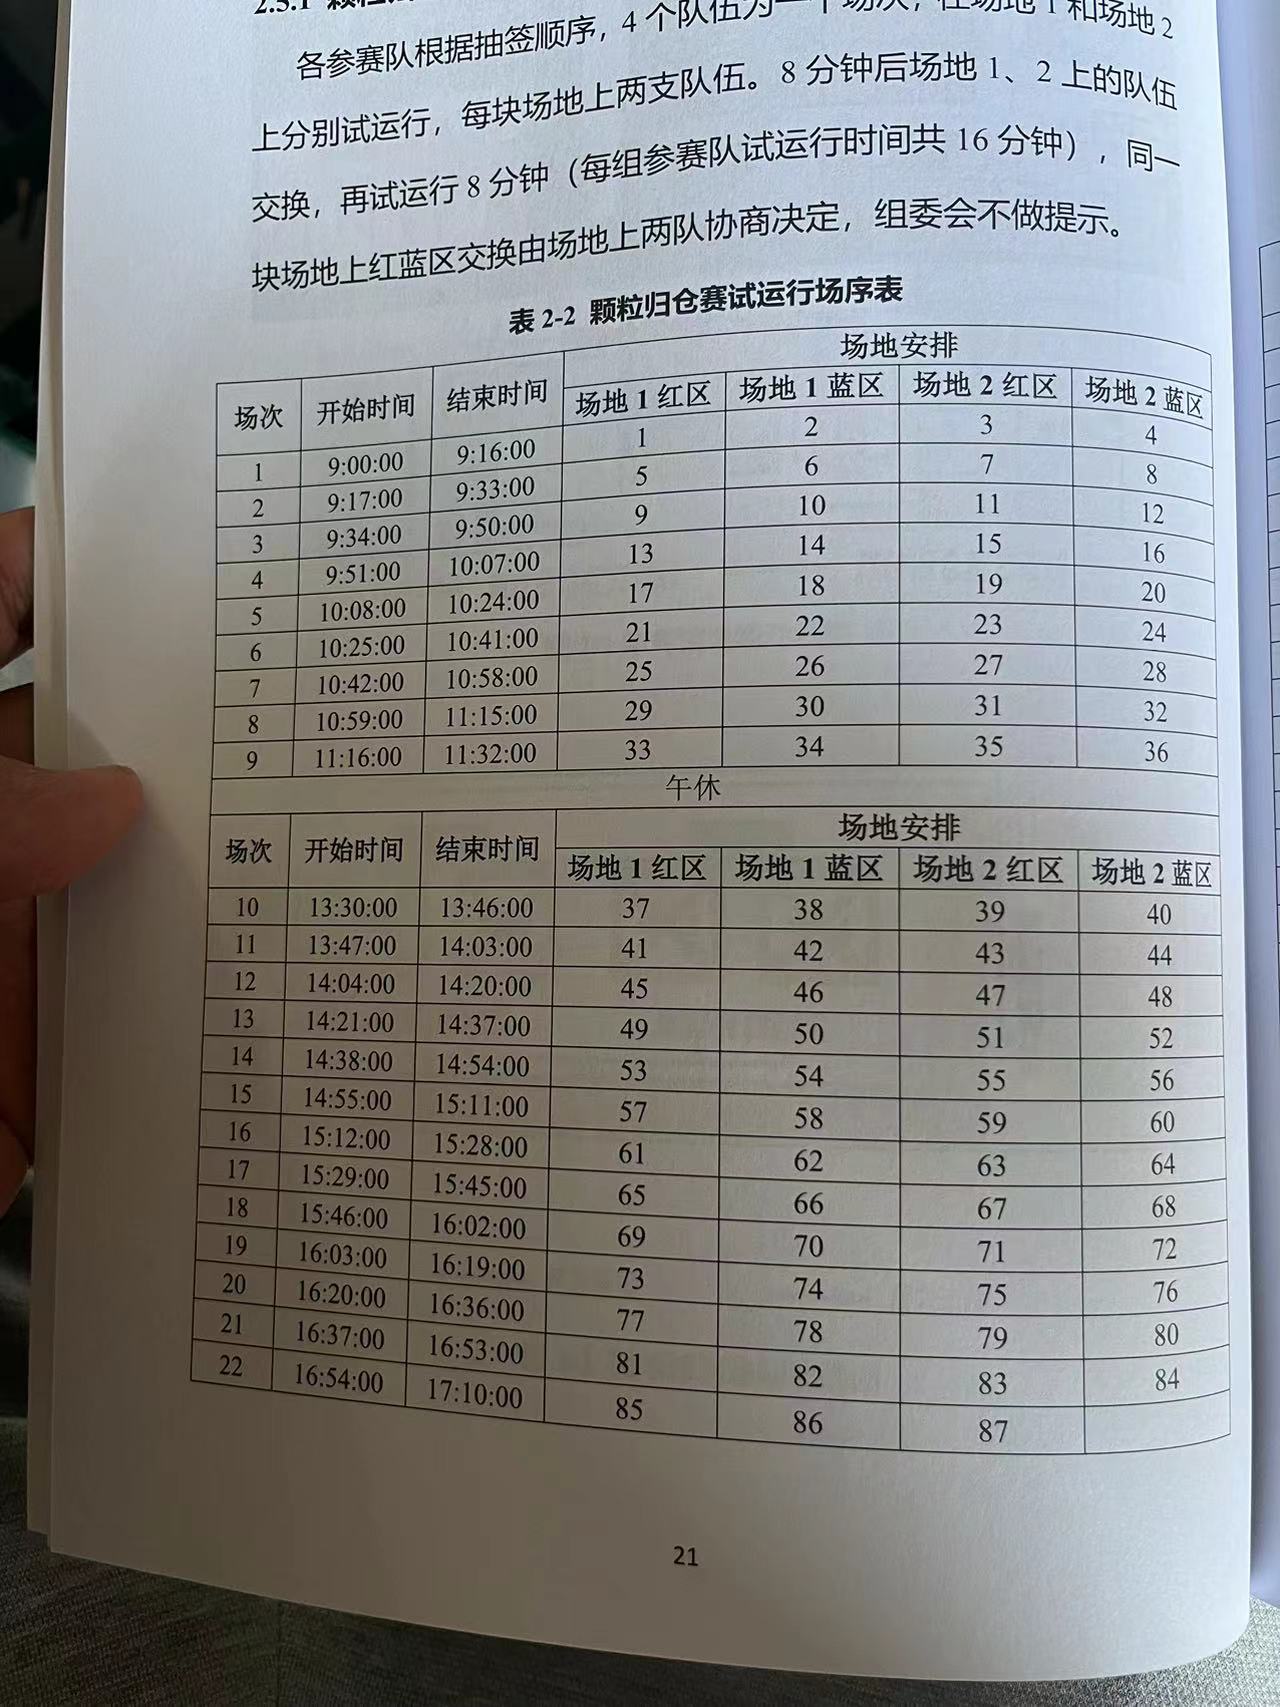 2.3.1 颗粒
各参赛队根据抽签顺序，4 个队伍为一个场次，在场地 1 和场地 2
上分别试运行，每块场地上两支队伍。8 分钟后场地 1、2 上的队伍
交换，再试运行 8 分钟（每组参赛队试运行时间共 16 分钟），同一
块场地上红蓝区交换由场地上两队协商决定，组委会不做提示。
表 2-2 颗粒归仓赛试运行场序表
场次 开始时间 结束时间 场地安排
场地 1 红区 场地 1 蓝区 场地 2 红区 场地 2 蓝区
1 9:00:00 9:16:00 1 2 3 4
2 9:17:00 9:33:00 5 6 7 8
3 9:34:00 9:50:00 9 10 11 12
4 9:51:00 10:07:00 13 14 15 16
5 10:08:00 10:24:00 17 18 19 20
6 10:25:00 10:41:00 21 22 23 24
7 10:42:00 10:58:00 25 26 27 28
8 10:59:00 11:15:00 29 30 31 32
9 11:16:00 11:32:00 33 34 35 36
午休
场次 开始时间 结束时间 场地安排
场地 1 红区 场地 1 蓝区 场地 2 红区 场地 2 蓝区
10 13:30:00 13:46:00 37 38 39 40
11 13:47:00 14:03:00 41 42 43 44
12 14:04:00 14:20:00 45 46 47 48
13 14:21:00 14:37:00 49 50 51 52
14 14:38:00 14:54:00 53 54 55 56
15 14:55:00 15:11:00 57 58 59 60
16 15:12:00 15:28:00 61 62 63 64
17 15:29:00 15:45:00 65 66 67 68
18 15:46:00 16:02:00 69 70 71 72
19 16:03:00 16:19:00 73 74 75 76
20 16:20:00 16:36:00 77 78 79 80
21 16:37:00 16:53:00 81 82 83 84
22 16:54:00 17:10:00 85 86 87
21